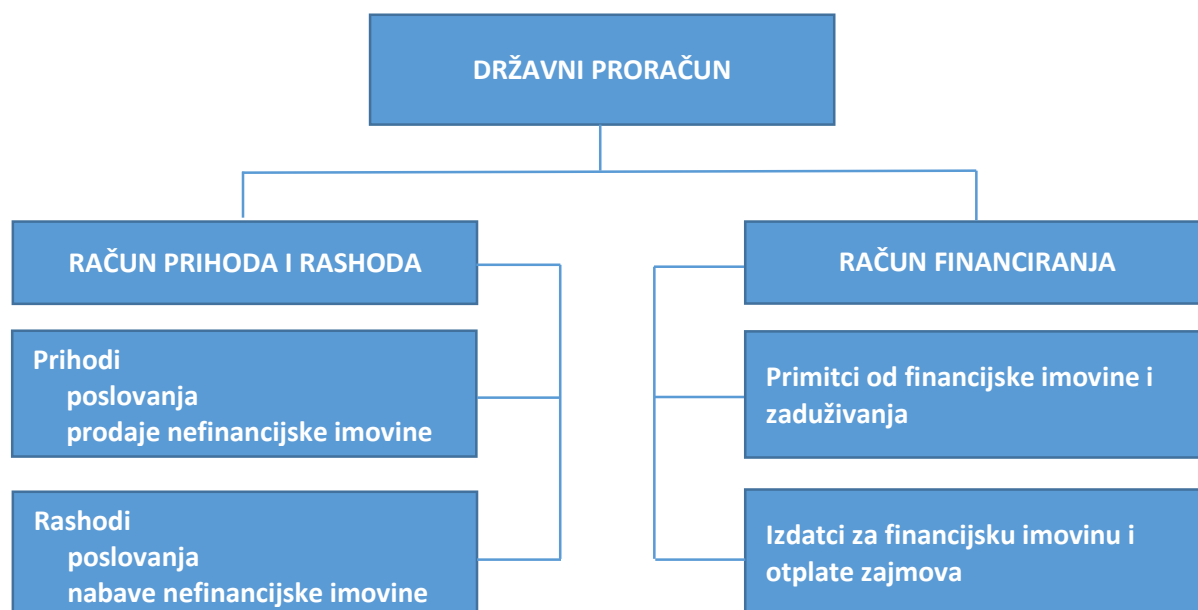 DRŽAVNI PRORAČUN
RAČUN PRIHODA I RASHODA
Prihodi
poslovanja
prodaje nefinancijske imovine
Rashodi
poslovanja
nabave nefinancijske imovine
RAČUN FINANCIRANJA
Primitci od financijske imovine i
zaduživanja
Izdatci za financijsku imovinu i
otplate zajmova